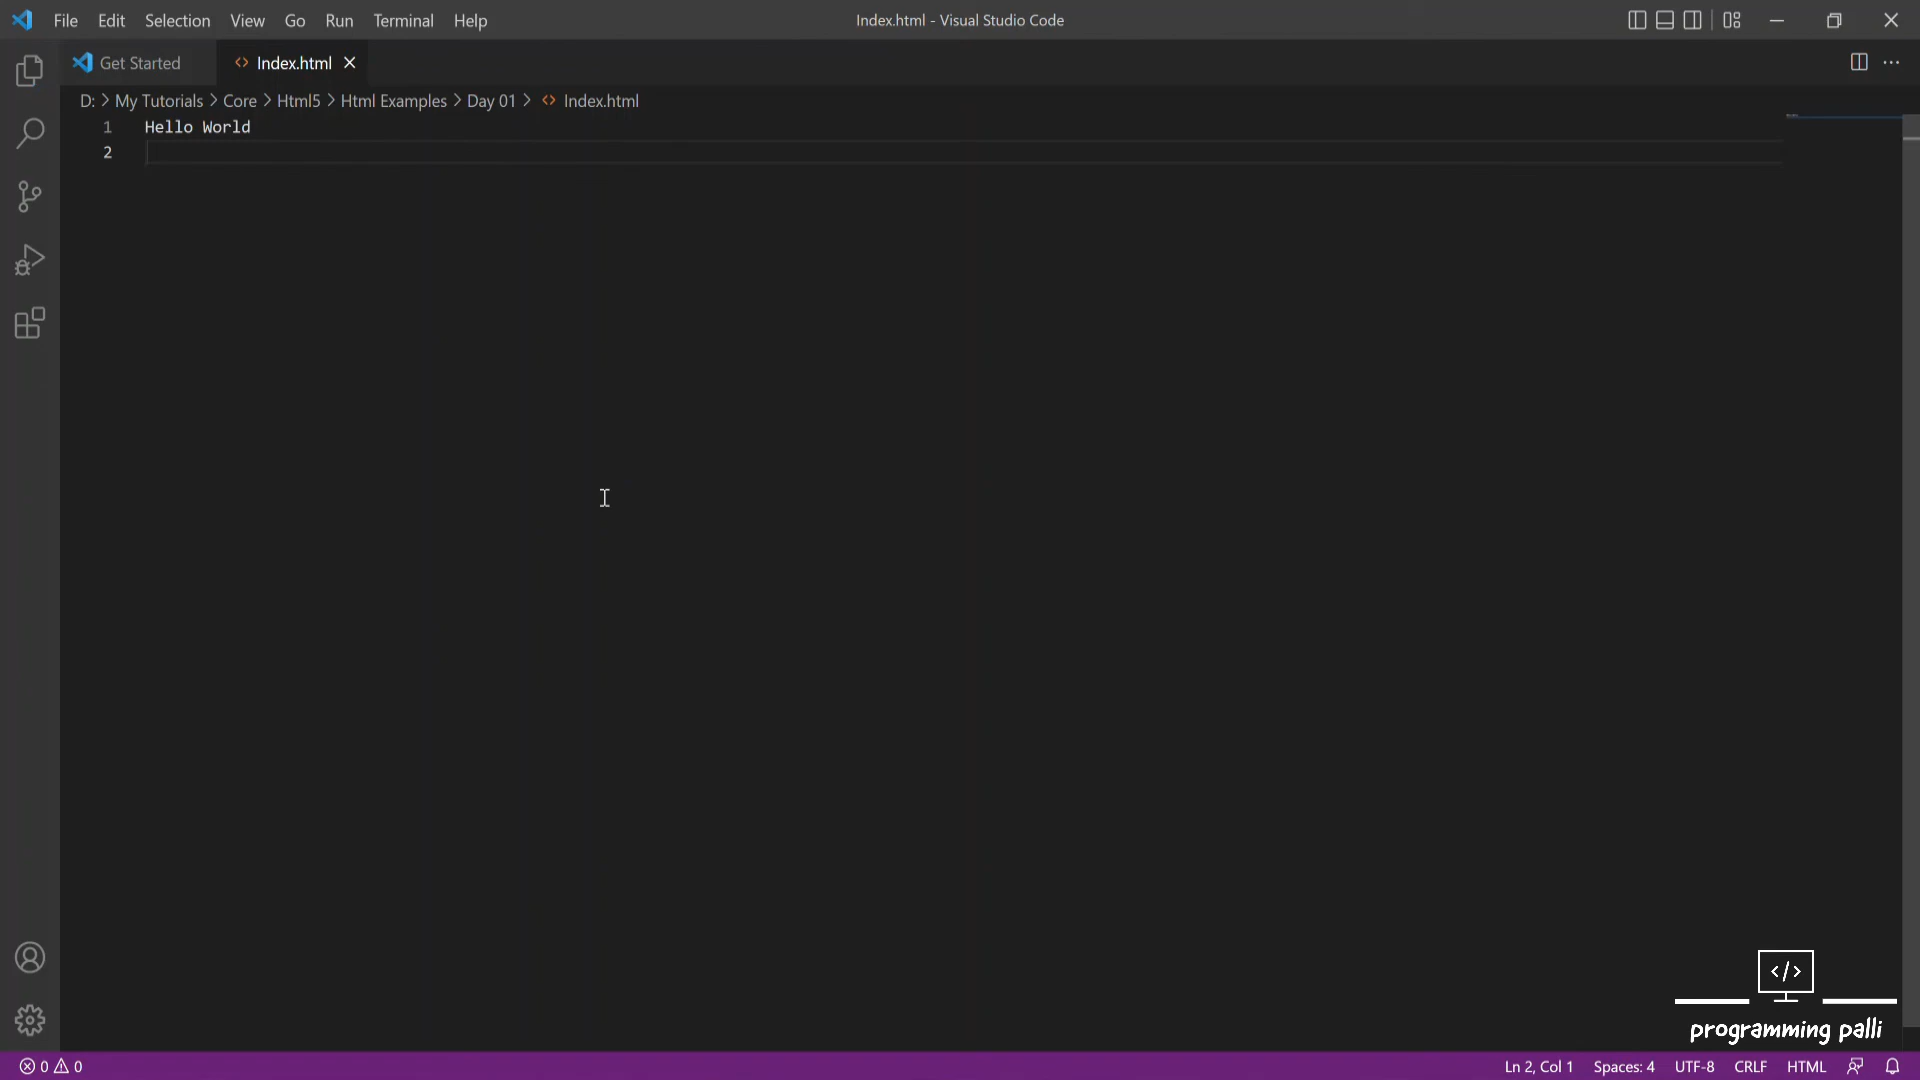 File Edit Selection View Go Run Terminal Help Index.html - Visual Studio Code
Get Started Index.html
D: > My Tutorials > Core > Html5 > Html Examples > Day 01 > Index.html
1 Hello World
2
</>
programming palli
0 0 Ln 2, Col 1 Spaces: 4 UTF-8 CRLF HTML